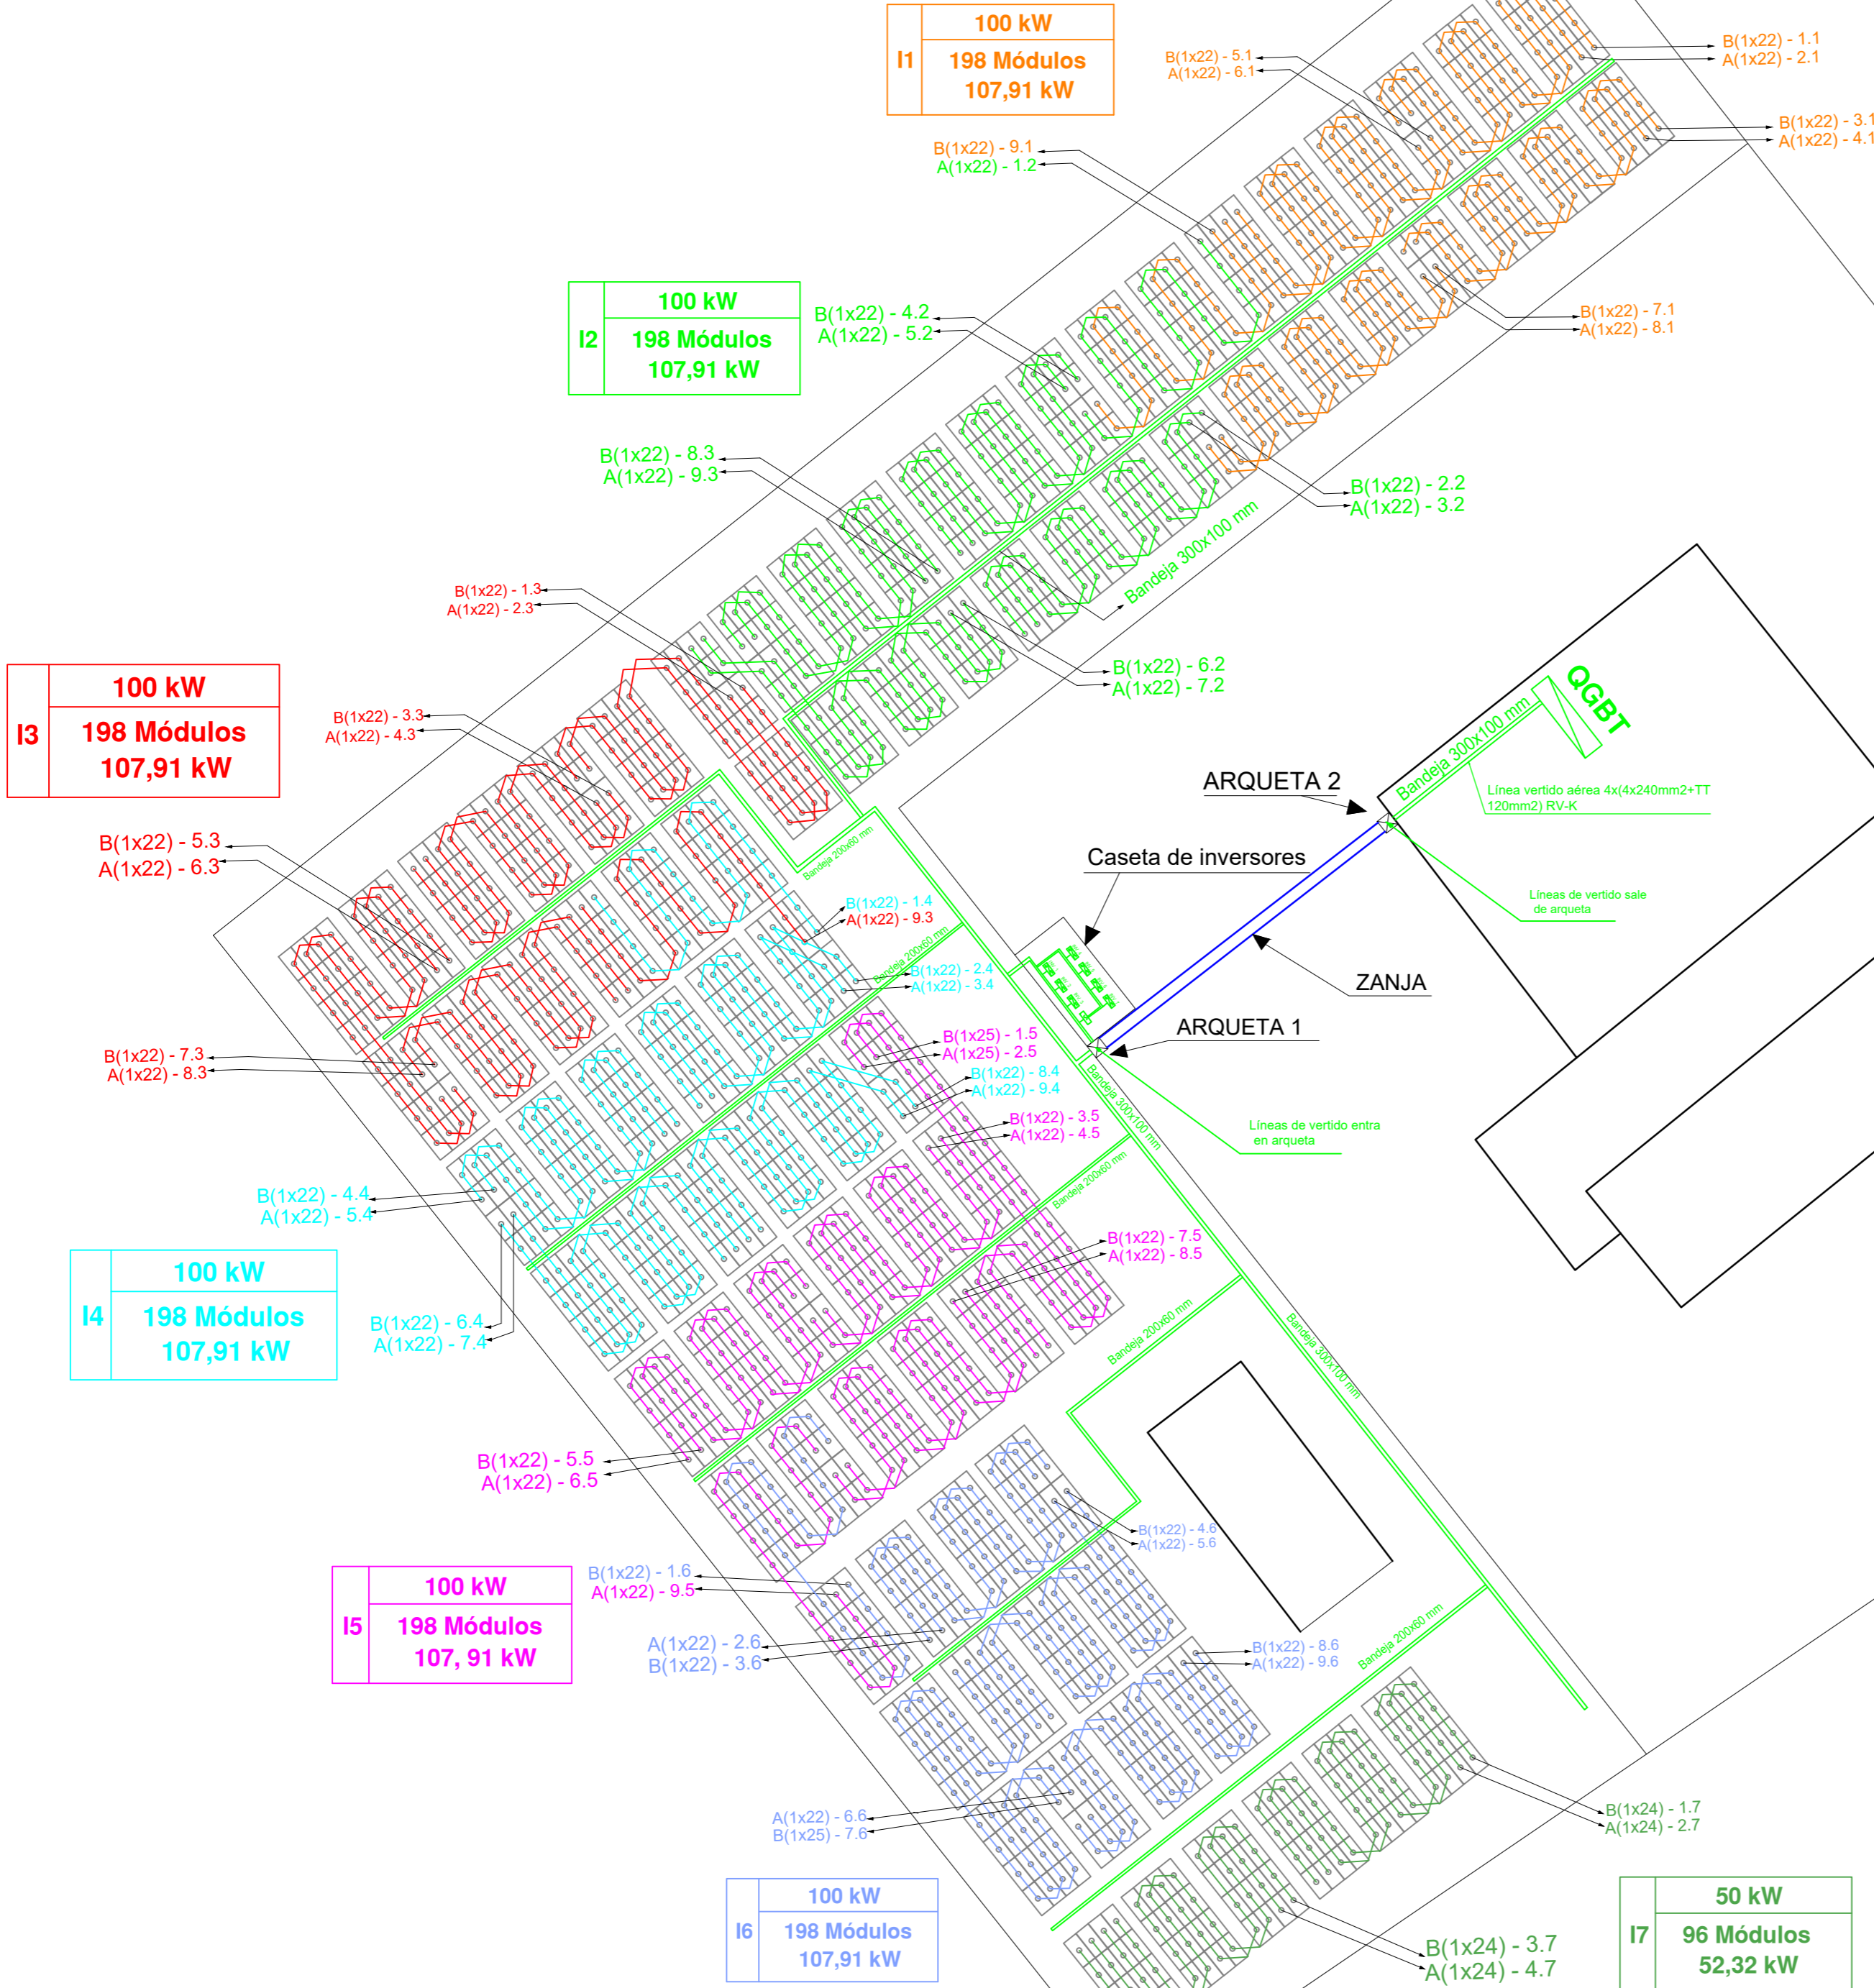 100 kW
I1
198 Módulos
107,91 kW
B(1x22) - 5.1
A(1x22) - 6.1
B(1x22) - 1.1
A(1x22) - 2.1
B(1x22) - 3.1
A(1x22) - 4.1
B(1x22) - 9.1
A(1x22) - 1.2
100 kW
I2
198 Módulos
107,91 kW
B(1x22) - 4.2
A(1x22) - 5.2
B(1x22) - 7.1
A(1x22) - 8.1
B(1x22) - 8.3
A(1x22) - 9.3
B(1x22) - 2.2
A(1x22) - 3.2
Bandeja 300x100 mm
B(1x22) - 1.3
A(1x22) - 2.3
B(1x22) - 6.2
A(1x22) - 7.2
100 kW
I3
198 Módulos
107,91 kW
B(1x22) - 3.3
A(1x22) - 4.3
QGBT
Bandeja 300x100 mm
Línea vertido aérea 4x(4x240mm2+TT
120mm2) RV-K
ARQUETA 2
Caseta de inversores
B(1x22) - 5.3
A(1x22) - 6.3
Bandeja 200x60 mm
B(1x22) - 1.4
A(1x22) - 9.3
Líneas de vertido sale
de arqueta
Bandeja 200x60 mm
B(1x22) - 2.4
A(1x22) - 3.4
ZANJA
ARQUETA 1
B(1x25) - 1.5
A(1x25) - 2.5
B(1x22) - 7.3
A(1x22) - 8.3
B(1x22) - 8.4
A(1x22) - 9.4
Bandeja 300x100 mm
B(1x22) - 3.5
A(1x22) - 4.5
Líneas de vertido entra
en arqueta
Bandeja 200x60 mm
B(1x22) - 4.4
A(1x22) - 5.4
B(1x22) - 7.5
A(1x22) - 8.5
100 kW
I4
198 Módulos
107,91 kW
B(1x22) - 6.4
A(1x22) - 7.4
Bandeja 200x60 mm
Bandeja 300x100 mm
B(1x22) - 5.5
A(1x22) - 6.5
B(1x22) - 4.6
A(1x22) - 5.6
100 kW
I5
198 Módulos
107, 91 kW
B(1x22) - 1.6
A(1x22) - 9.5
A(1x22) - 2.6
B(1x22) - 3.6
B(1x22) - 8.6
A(1x22) - 9.6
Bandeja 200x60 mm
A(1x22) - 6.6
B(1x25) - 7.6
B(1x24) - 1.7
A(1x24) - 2.7
100 kW
I6
198 Módulos
107,91 kW
B(1x24) - 3.7
A(1x24) - 4.7
50 kW
I7
96 Módulos
52,32 kW